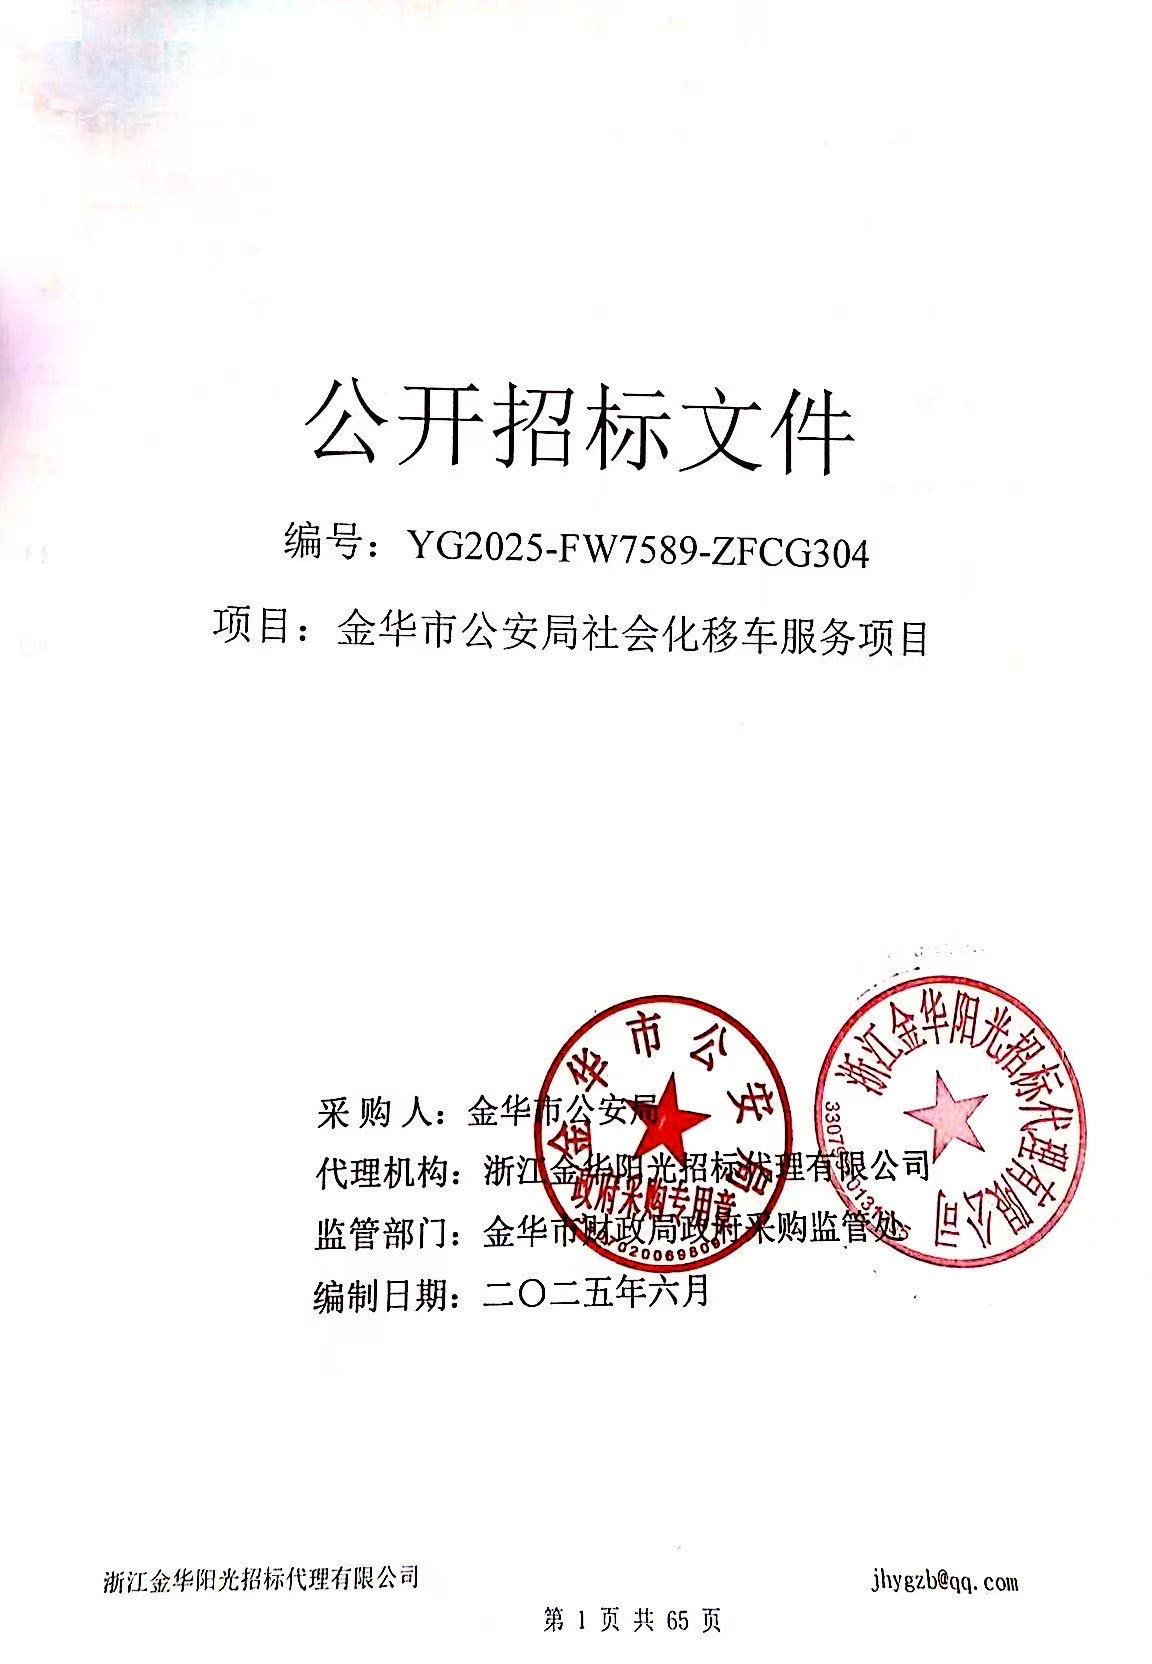 公开招标文件
编号：YG2025-FW7589-ZFCG304
项目：金华市公安局社会化移车服务项目
采购人：金华市公安局
代理机构：浙江金华阳光招标代理有限公司
监管部门：金华市财政局政府采购监管处
编制日期：二〇二五年六月
金华市公安局
政府采购专用章
浙江金华阳光招标代理有限公司
浙江金华阳光招标代理有限公司
jhygzb@qq.com
第 1 页 共 65 页